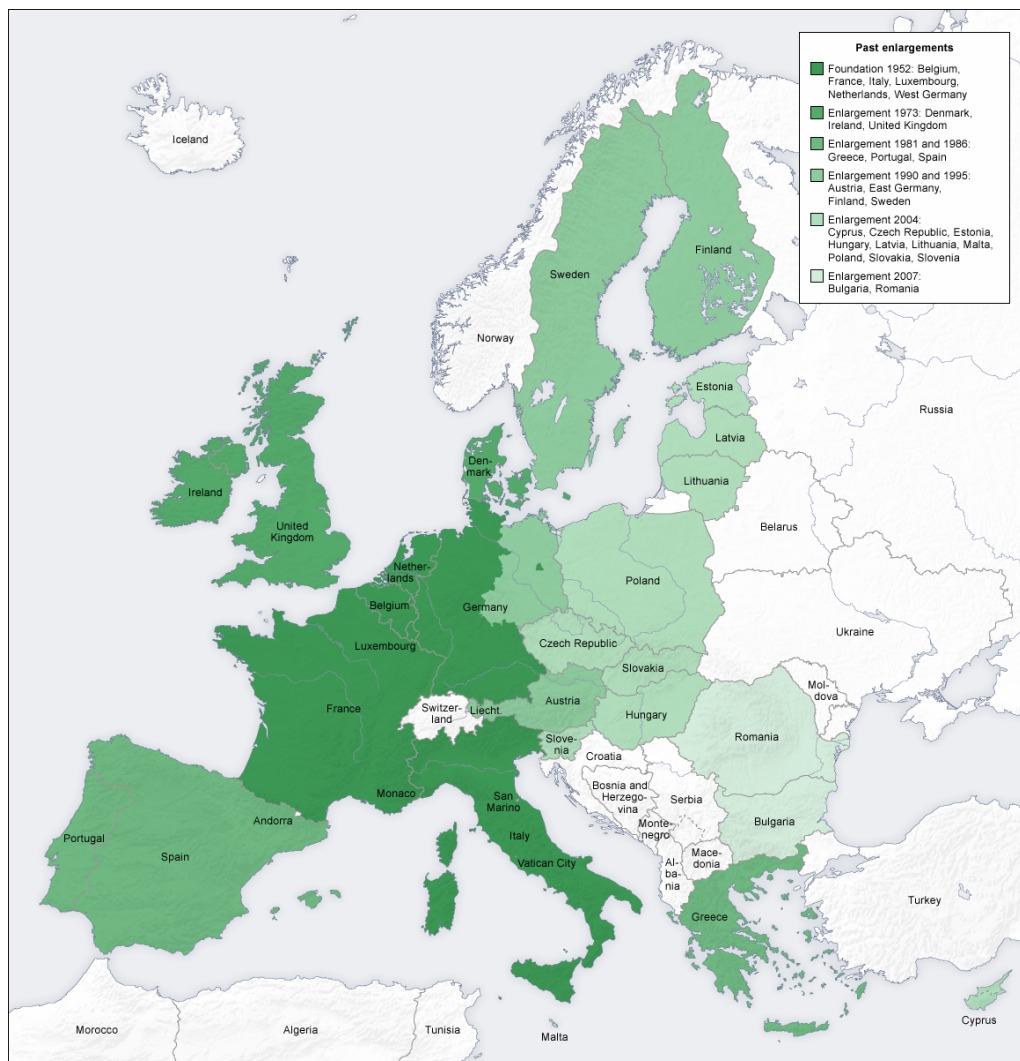 Past enlargements
Foundation 1952: Belgium,
France, Italy, Luxembourg,
Netherlands, West Germany
Enlargement 1973: Denmark,
Ireland, United Kingdom
Enlargement 1981 and 1986:
Greece, Portugal, Spain
Enlargement 1990 and 1995:
Austria, East Germany,
Finland, Sweden
Enlargement 2004:
Cyprus, Czech Republic, Estonia,
Hungary, Latvia, Lithuania, Malta,
Poland, Slovakia, Slovenia
Enlargement 2007:
Bulgaria, Romania
Iceland
Finland
Sweden
Norway
Estonia
Russia
Latvia
Den-
mark
Lithuania
Ireland
United
Kingdom
Belarus
Nether-
lands
Poland
Belgium
Germany
Ukraine
Luxembourg
Czech Republic
Slovakia
Mol-
dova
Switzer-
land
Liecht.
Austria
France
Hungary
Romania
Slove-
nia
Croatia
Monaco
San
Marino
Bosnia and
Herzego-
vina
Serbia
Andorra
Bulgaria
Portugal
Italy
Monte-
negro
Spain
Vatican City
Mace-
donia
Al-
ba-
nia
Turkey
Greece
Cyprus
Morocco
Algeria
Tunisia
Malta